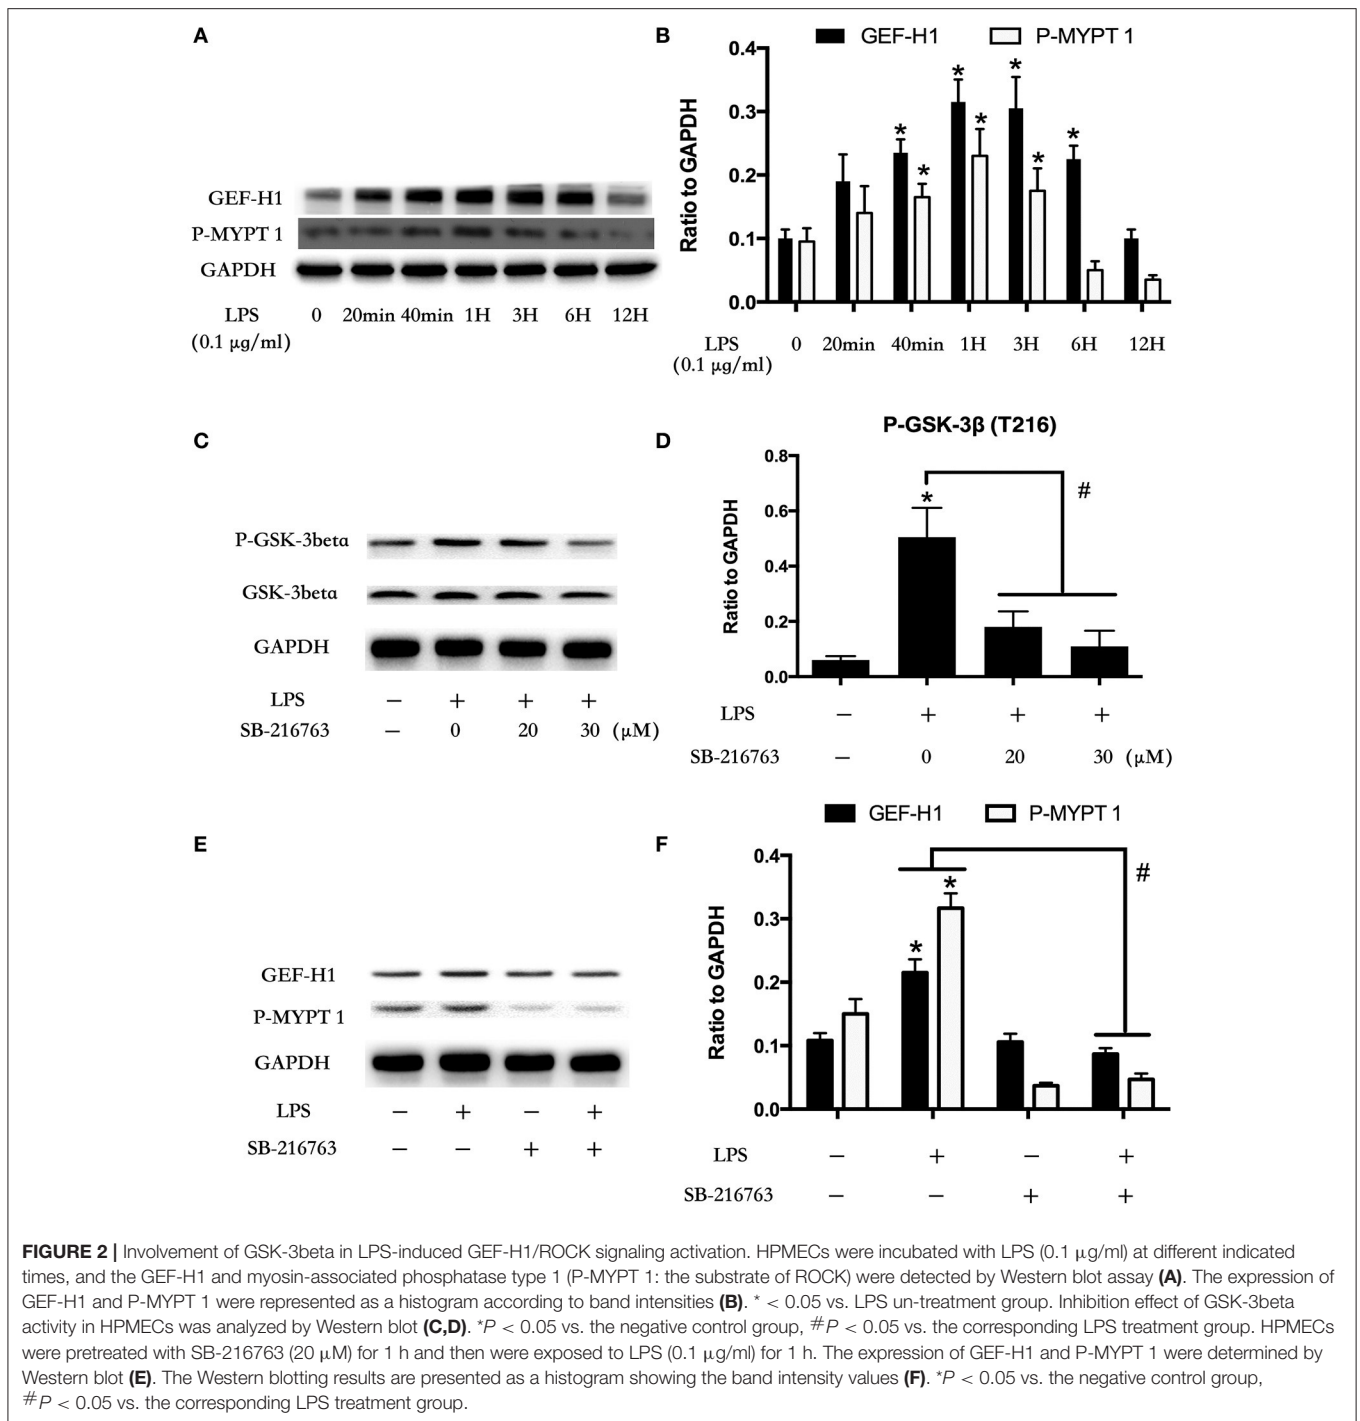 A
GEF-H1
P-MYPT 1
GAPDH
LPS 0 20min 40min 1H 3H 6H 12H
(0.1 µg/ml)
B
GEF-H1 P-MYPT 1
Ratio to GAPDH
0.4
0.3
0.2
0.1
0.0
* * * * * * *
LPS 0 20min 40min 1H 3H 6H 12H
(0.1 µg/ml)
C
P-GSK-3beta
GSK-3beta
GAPDH
LPS − + + +
SB-216763 − 0 20 30 (µM)
D
P-GSK-3β (T216)
Ratio to GAPDH
0.8
0.6
0.4
0.2
0.0
* #
LPS − + + +
SB-216763 − 0 20 30 (µM)
E
GEF-H1
P-MYPT 1
GAPDH
LPS − + − +
SB-216763 − − + +
F
GEF-H1 P-MYPT 1
Ratio to GAPDH
0.4
0.3
0.2
0.1
0.0
* * #
LPS − + − +
SB-216763 − − + +
FIGURE 2 | Involvement of GSK-3beta in LPS-induced GEF-H1/ROCK signaling activation. HPMECs were incubated with LPS (0.1 µg/ml) at different indicated
times, and the GEF-H1 and myosin-associated phosphatase type 1 (P-MYPT 1: the substrate of ROCK) were detected by Western blot assay (A). The expression of
GEF-H1 and P-MYPT 1 were represented as a histogram according to band intensities (B). * < 0.05 vs. LPS un-treatment group. Inhibition effect of GSK-3beta
activity in HPMECs was analyzed by Western blot (C,D). *P < 0.05 vs. the negative control group, #P < 0.05 vs. the corresponding LPS treatment group. HPMECs
were pretreated with SB-216763 (20 µM) for 1 h and then were exposed to LPS (0.1 µg/ml) for 1 h. The expression of GEF-H1 and P-MYPT 1 were determined by
Western blot (E). The Western blotting results are presented as a histogram showing the band intensity values (F). *P < 0.05 vs. the negative control group,
#P < 0.05 vs. the corresponding LPS treatment group.